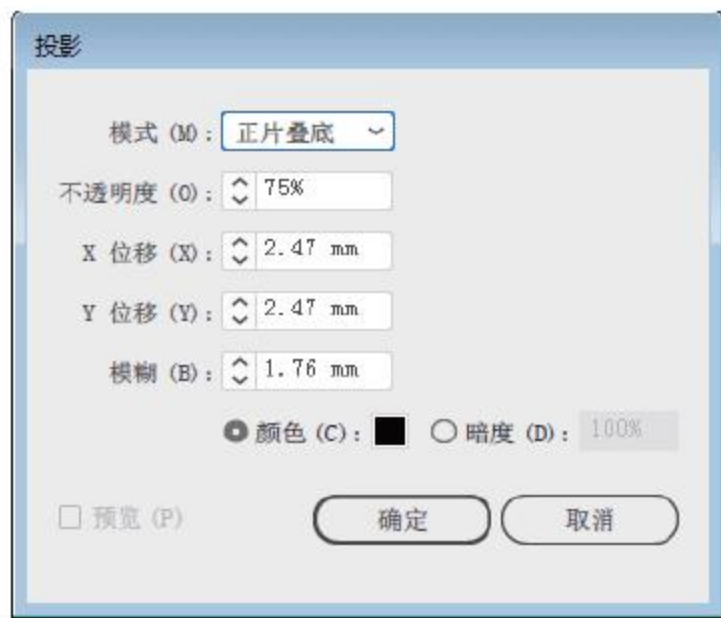 投影
模式 (M): 正片叠底
不透明度 (O): 75%
X 位移 (X): 2.47 mm
Y 位移 (Y): 2.47 mm
模糊 (B): 1.76 mm
颜色 (C): 暗度 (D): 100%
预览 (P) 确定 取消